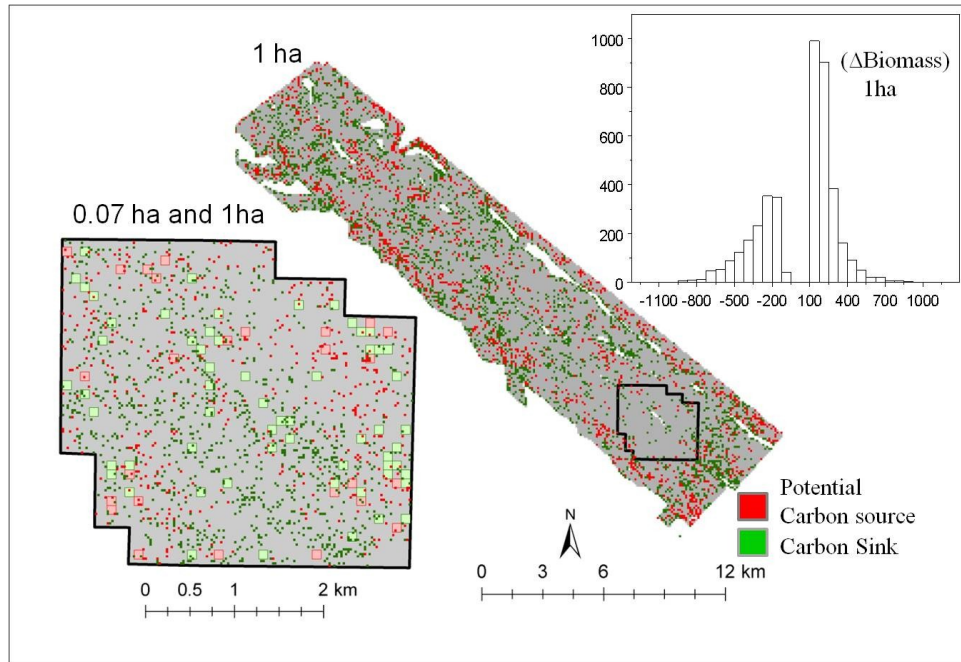 1 ha
0.07 ha and 1ha
1000
800
600
400
200
0
(ΔBiomass)
1ha
-1100 -800 -500 -200 100 400 700 1000
Potential
Carbon source
Carbon Sink
N
0 0.5 1 2 km
0 3 6 12 km